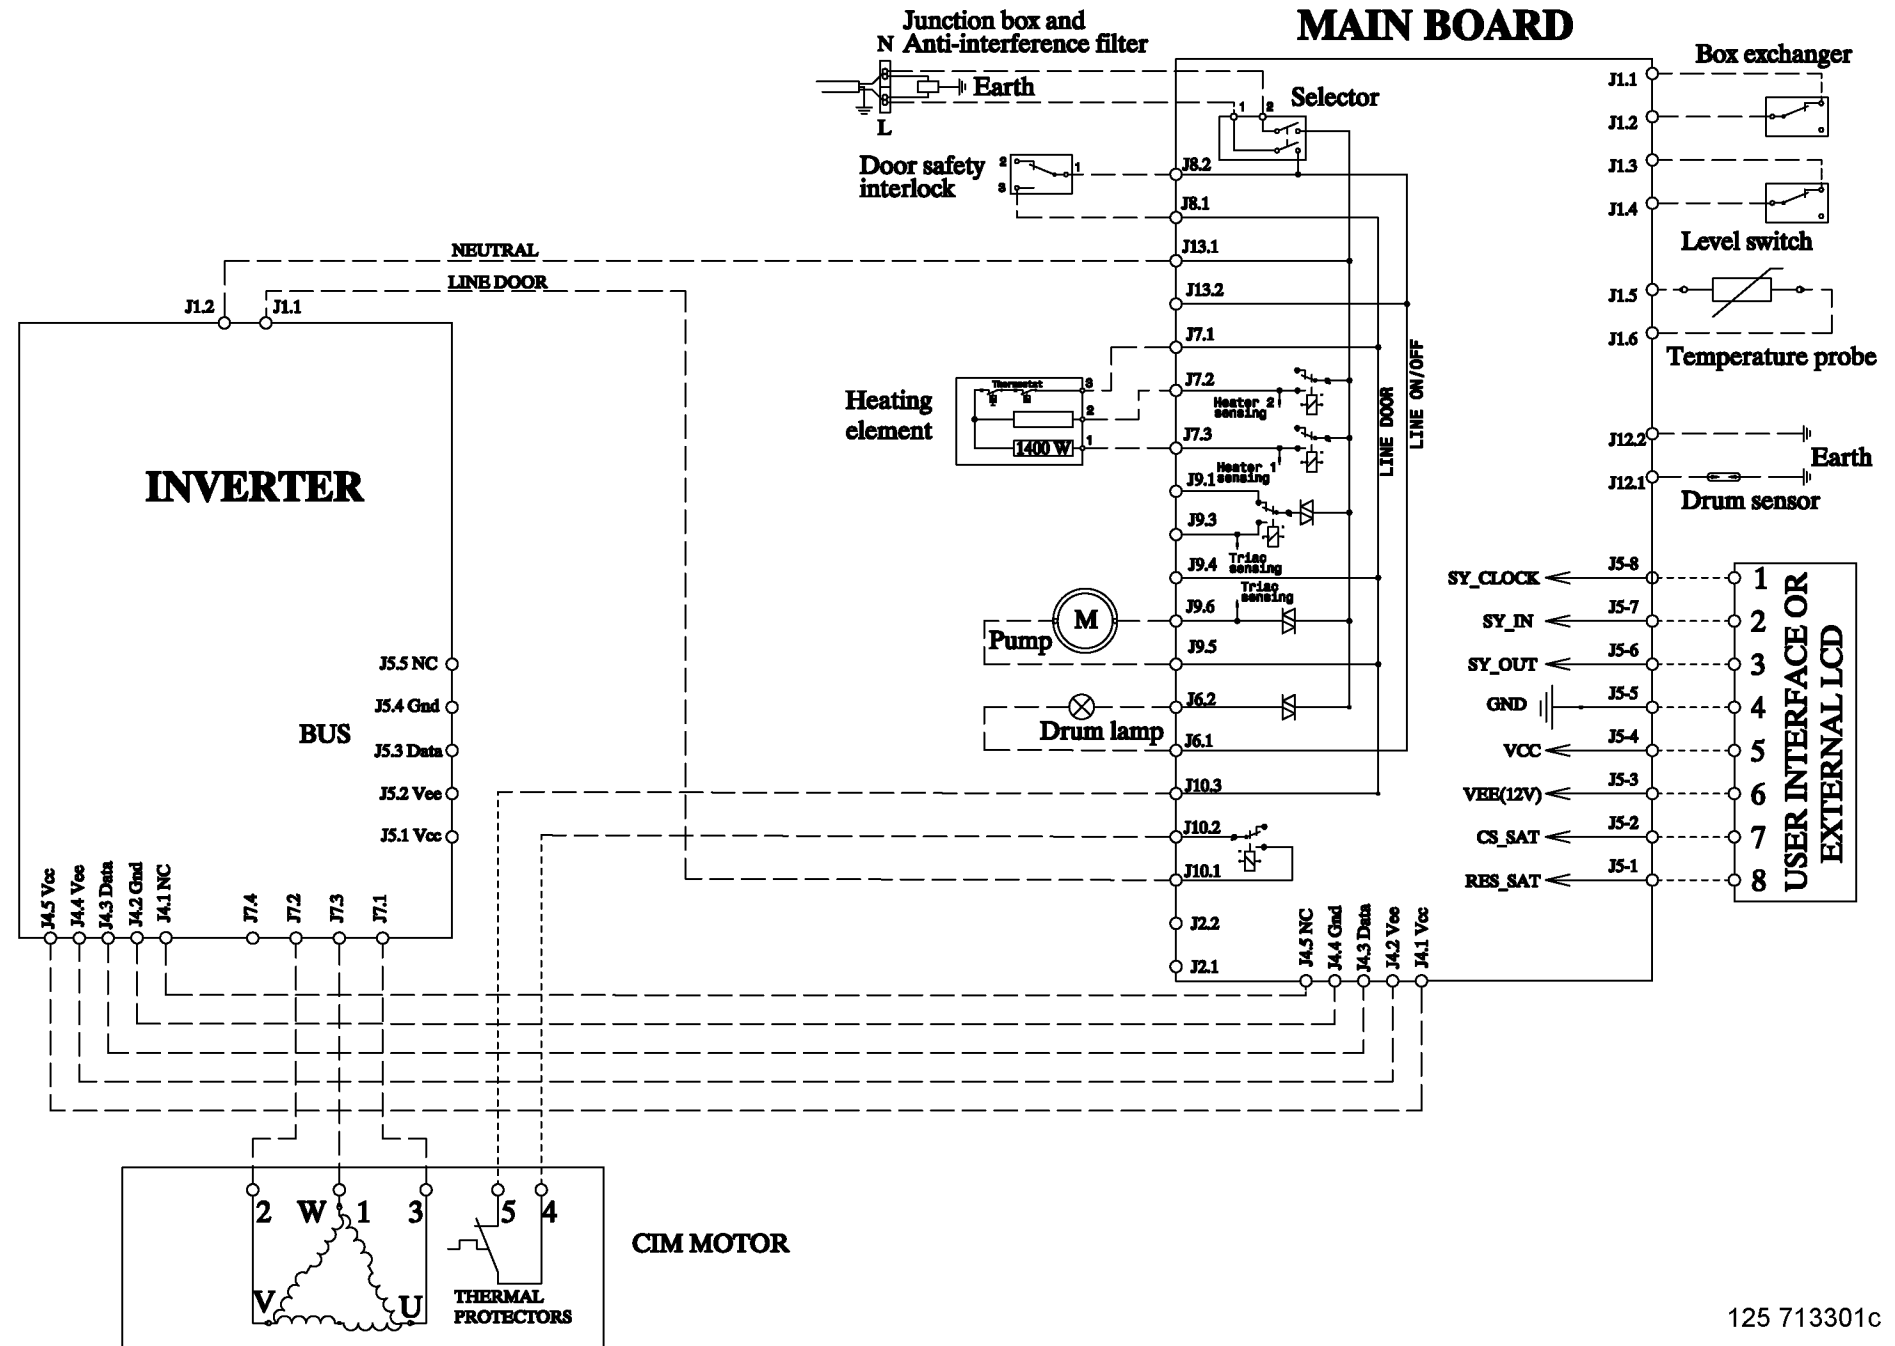 MAIN BOARD
Junction box and
N Anti-interference filter
Earth
L
1 2
Selector
Box exchanger
J1.1
J1.2
J1.3
J1.4
Level switch
J1.5
J1.6
Temperature probe
Door safety
interlock
2
3
1
J8.2
J8.1
NEUTRAL
LINE DOOR
J13.1
J13.2
J1.2
J1.1
INVERTER
J7.1
Heating
element
Thermostat
3
2
1
1400 W
J7.2
Heater 2
sensing
J7.3
Heater 1
sensing
LINE DOOR
LINE ON/OFF
J9.1
J9.3
Triac
sensing
J9.4
Triac
sensing
J9.6
J9.5
M
Pump
J6.2
Drum lamp
J6.1
J10.3
J10.2
J10.1
J2.2
J2.1
J12.2
Earth
J12.1
Drum sensor
SY_CLOCK J5-8 1
SY_IN J5-7 2
SY_OUT J5-6 3
GND J5-5 4
VCC J5-4 5
VEE(12V) J5-3 6
CS_SAT J5-2 7
RES_SAT J5-1 8
USER INTERFACE OR
EXTERNAL LCD
BUS
J5.5 NC
J5.4 Gnd
J5.3 Data
J5.2 Vee
J5.1 Vcc
J4.5 Vcc
J4.4 Vee
J4.3 Data
J4.2 Gnd
J4.1 NC
J7.4
J7.2
J7.3
J7.1
J4.5 NC
J4.4 Gnd
J4.3 Data
J4.2 Vee
J4.1 Vcc
2 W 1 3 5 4
V U
THERMAL
PROTECTORS
CIM MOTOR
125 713301c